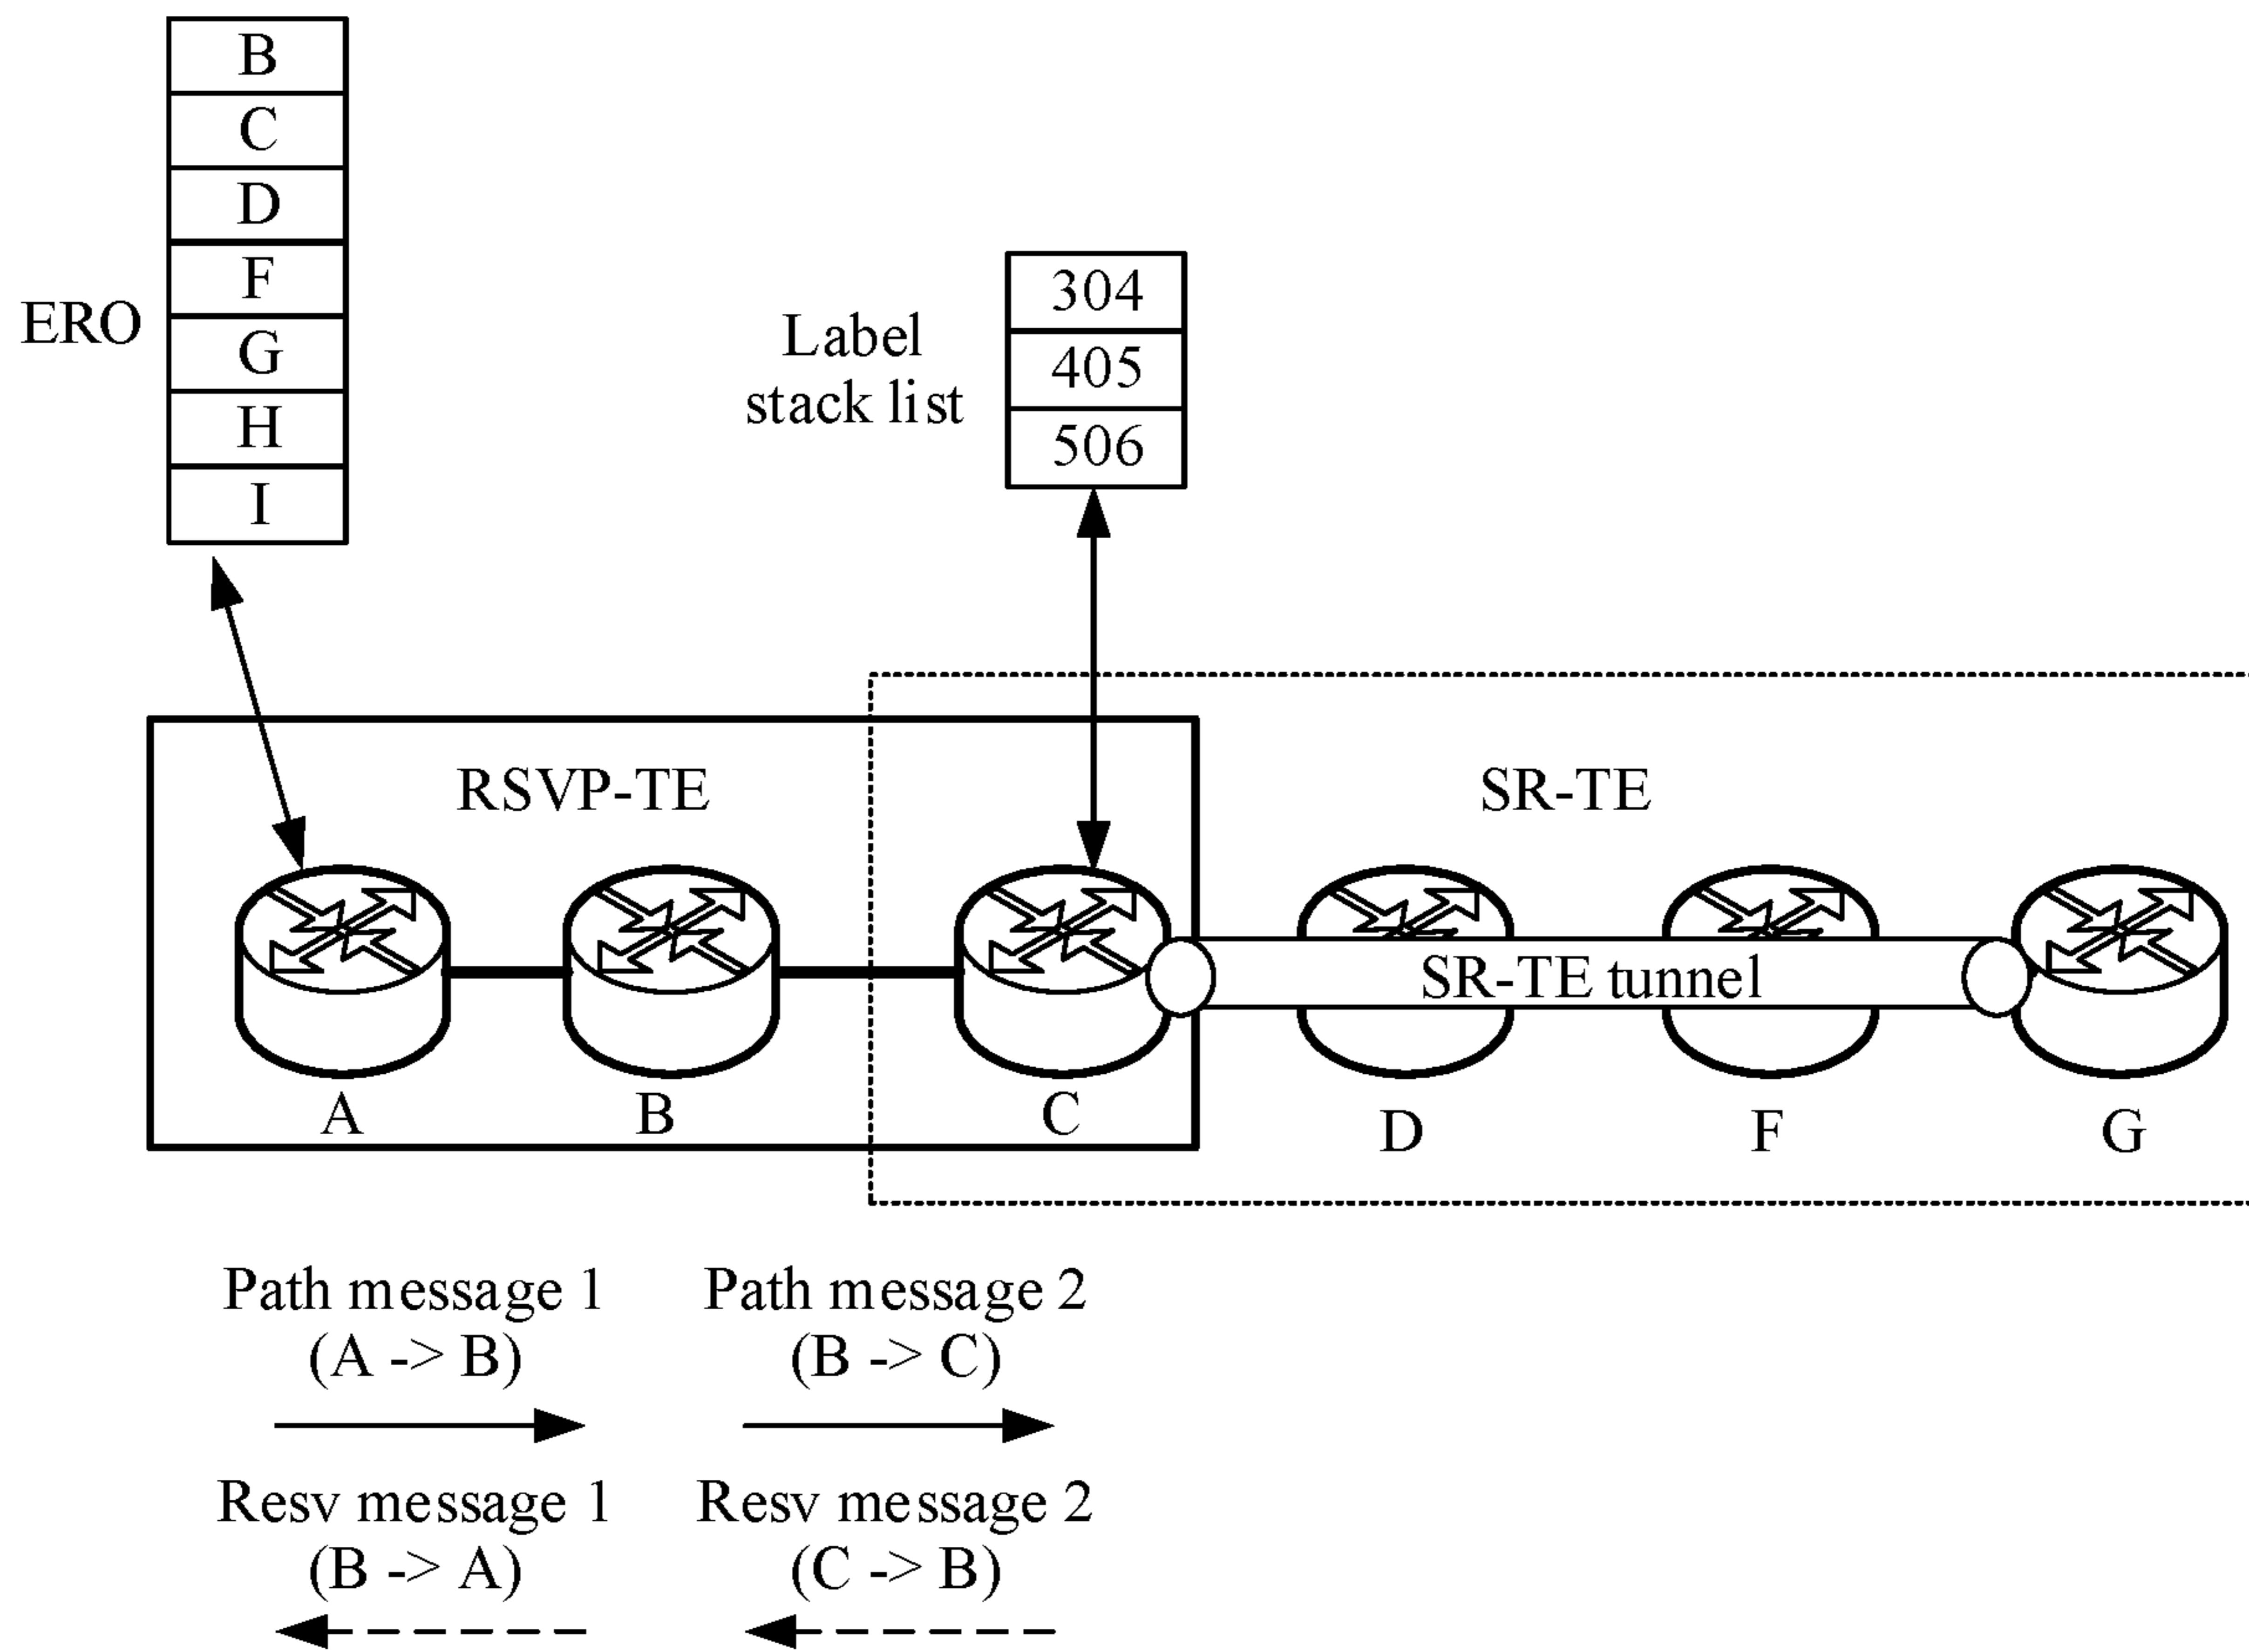 B
C
D
F
G
H
I
ERO
304
405
506
Label
stack list
RSVP-TE
SR-TE
SR-TE tunnel
A
B
C
D
F
G
Path message 1
(A -> B)
Path message 2
(B -> C)
Resv message 1
(B -> A)
Resv message 2
(C -> B)